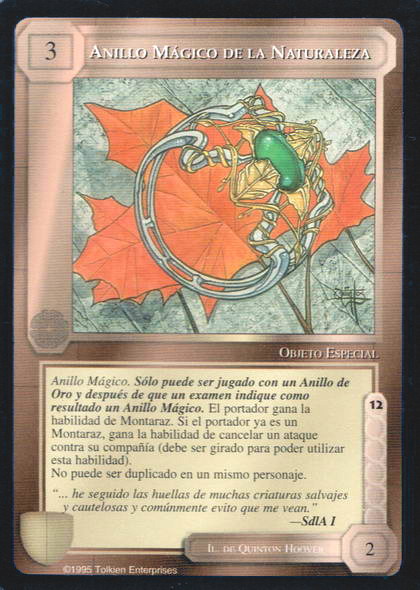 3
Anillo Mágico de la Naturaleza
Objeto Especial
Anillo Mágico. Sólo puede ser jugado con un Anillo de
Oro y después de que un examen indique como
resultado un Anillo Mágico. El portador gana la
habilidad de Montaraz. Si el portador ya es un
Montaraz, gana la habilidad de cancelar un ataque
contra su compañía (debe ser girado para poder utilizar
esta habilidad).
No puede ser duplicado en un mismo personaje.
12
"... he seguido las huellas de muchas criaturas salvajes
y cautelosas y comúnmente evito que me vean."
—SdlA I
Il. de Quinton Hoover
2
©1995 Tolkien Enterprises